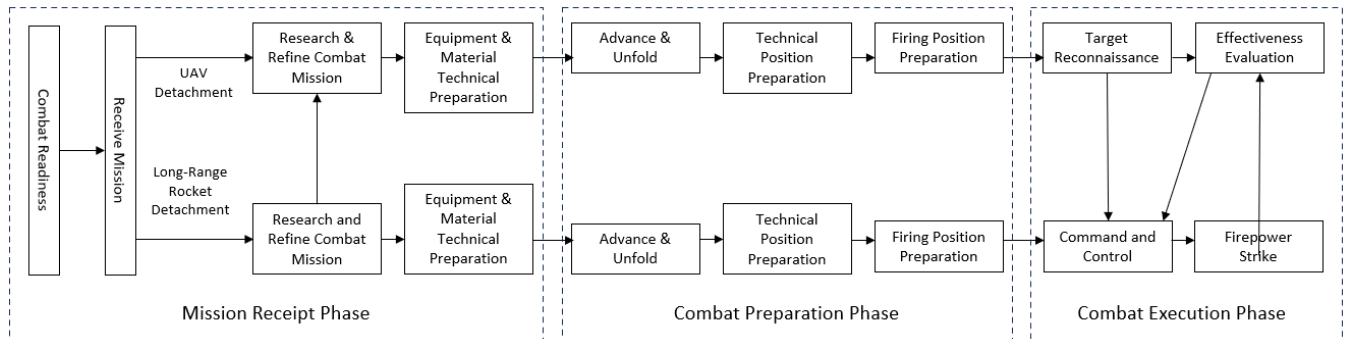 Combat Readiness
Receive Mission
UAV
Detachment
Long-Range
Rocket
Detachment
Research &
Refine Combat
Mission
Equipment &
Material
Technical
Preparation
Research and
Refine Combat
Mission
Equipment &
Material
Technical
Preparation
Mission Receipt Phase
Advance &
Unfold
Technical
Position
Preparation
Firing Position
Preparation
Advance &
Unfold
Technical
Position
Preparation
Firing Position
Preparation
Combat Preparation Phase
Target
Reconnaissance
Effectiveness
Evaluation
Command and
Control
Firepower
Strike
Combat Execution Phase